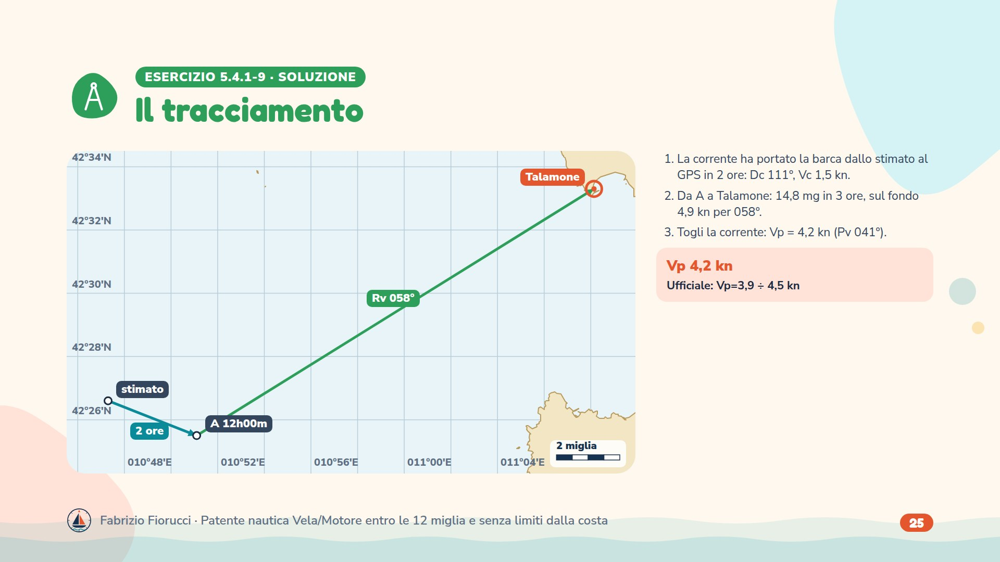 ESERCIZIO 5.4.1-9 · SOLUZIONE
Il tracciamento
42°34'N
Talamone
42°32'N
42°30'N
Rv 058°
42°28'N
stimato
42°26'N
A 12h00m
2 ore
2 miglia
010°48'E
010°52'E
010°56'E
011°00'E
011°04'E
1. La corrente ha portato la barca dallo stimato al
GPS in 2 ore: Dc 111°, Vc 1,5 kn.
2. Da A a Talamone: 14,8 mg in 3 ore, sul fondo
4,9 kn per 058°.
3. Togli la corrente: Vp = 4,2 kn (Pv 041°).
Vp 4,2 kn
Ufficiale: Vp=3,9 ÷ 4,5 kn
Fabrizio Fiorucci · Patente nautica Vela/Motore entro le 12 miglia e senza limiti dalla costa
25